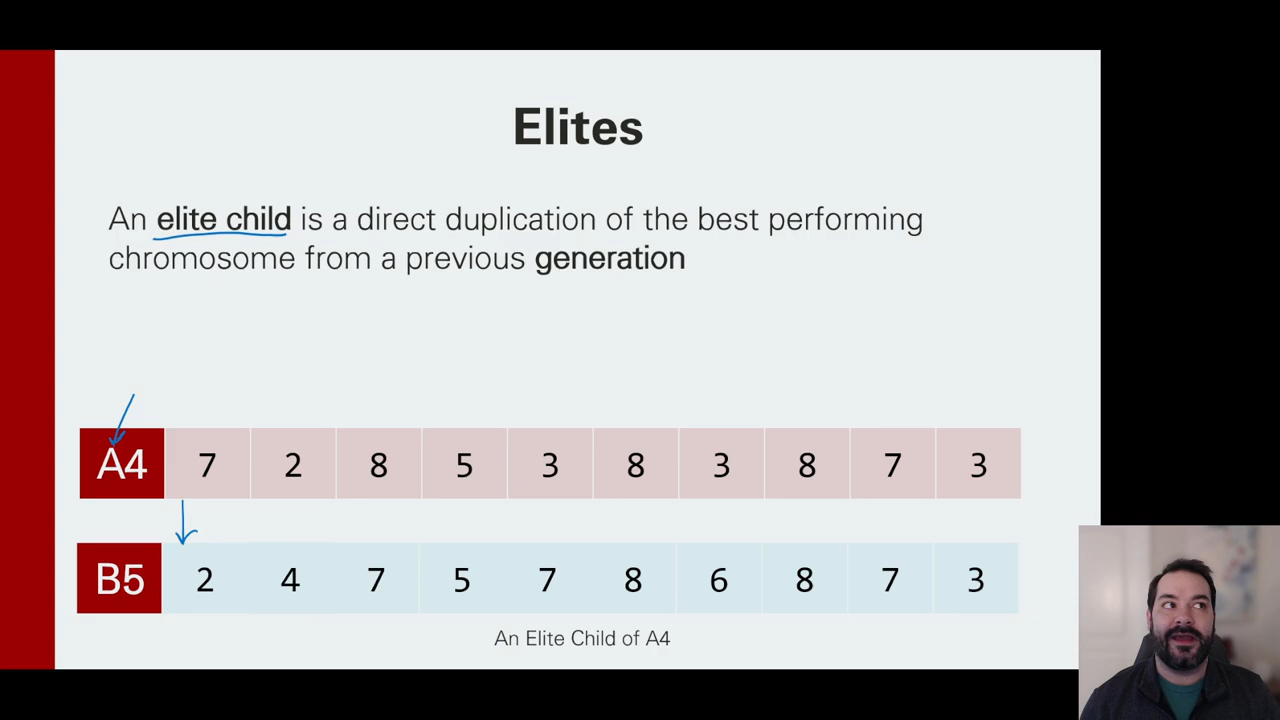 Elites
An elite child is a direct duplication of the best performing
chromosome from a previous generation
A4 7 2 8 5 3 8 3 8 7 3
B5 2 4 7 5 7 8 6 8 7 3
An Elite Child of A4